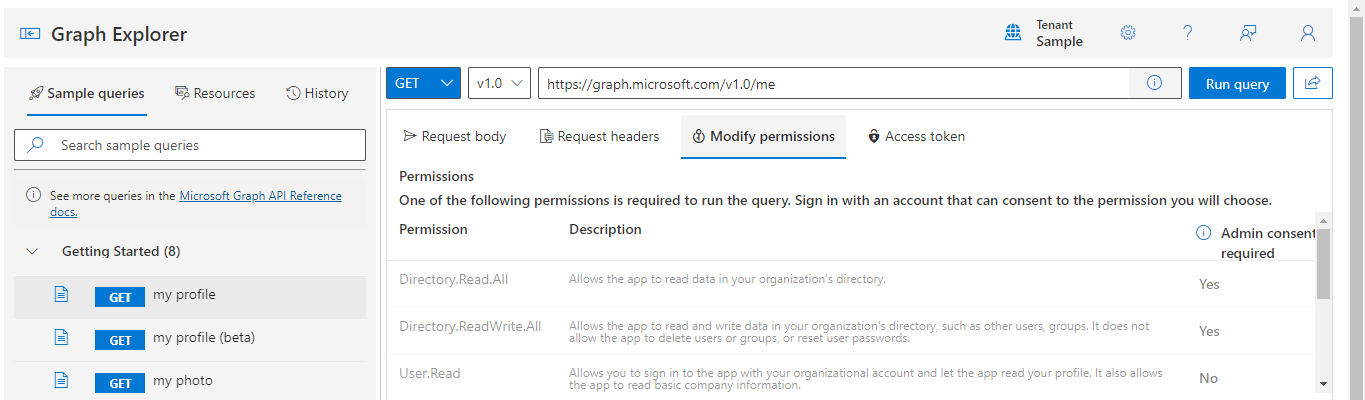 Graph Explorer
Tenant
Sample
Sample queries
Resources
History
Search sample queries
See more queries in the Microsoft Graph API Reference
docs.
Getting Started (8)
GET my profile
GET my profile (beta)
GET my photo
GET
v1.0
https://graph.microsoft.com/v1.0/me
Run query
Request body
Request headers
Modify permissions
Access token
Permissions
One of the following permissions is required to run the query. Sign in with an account that can consent to the permission you will choose.
Permission
Description
Admin consent
required
Directory.Read.All
Allows the app to read data in your organization's directory.
Yes
Directory.ReadWrite.All
Allows the app to read and write data in your organization's directory, such as other users, groups. It does not
allow the app to delete users or groups, or reset user passwords.
Yes
User.Read
Allows you to sign in to the app with your organizational account and let the app read your profile. It also allows
the app to read basic company information.
No